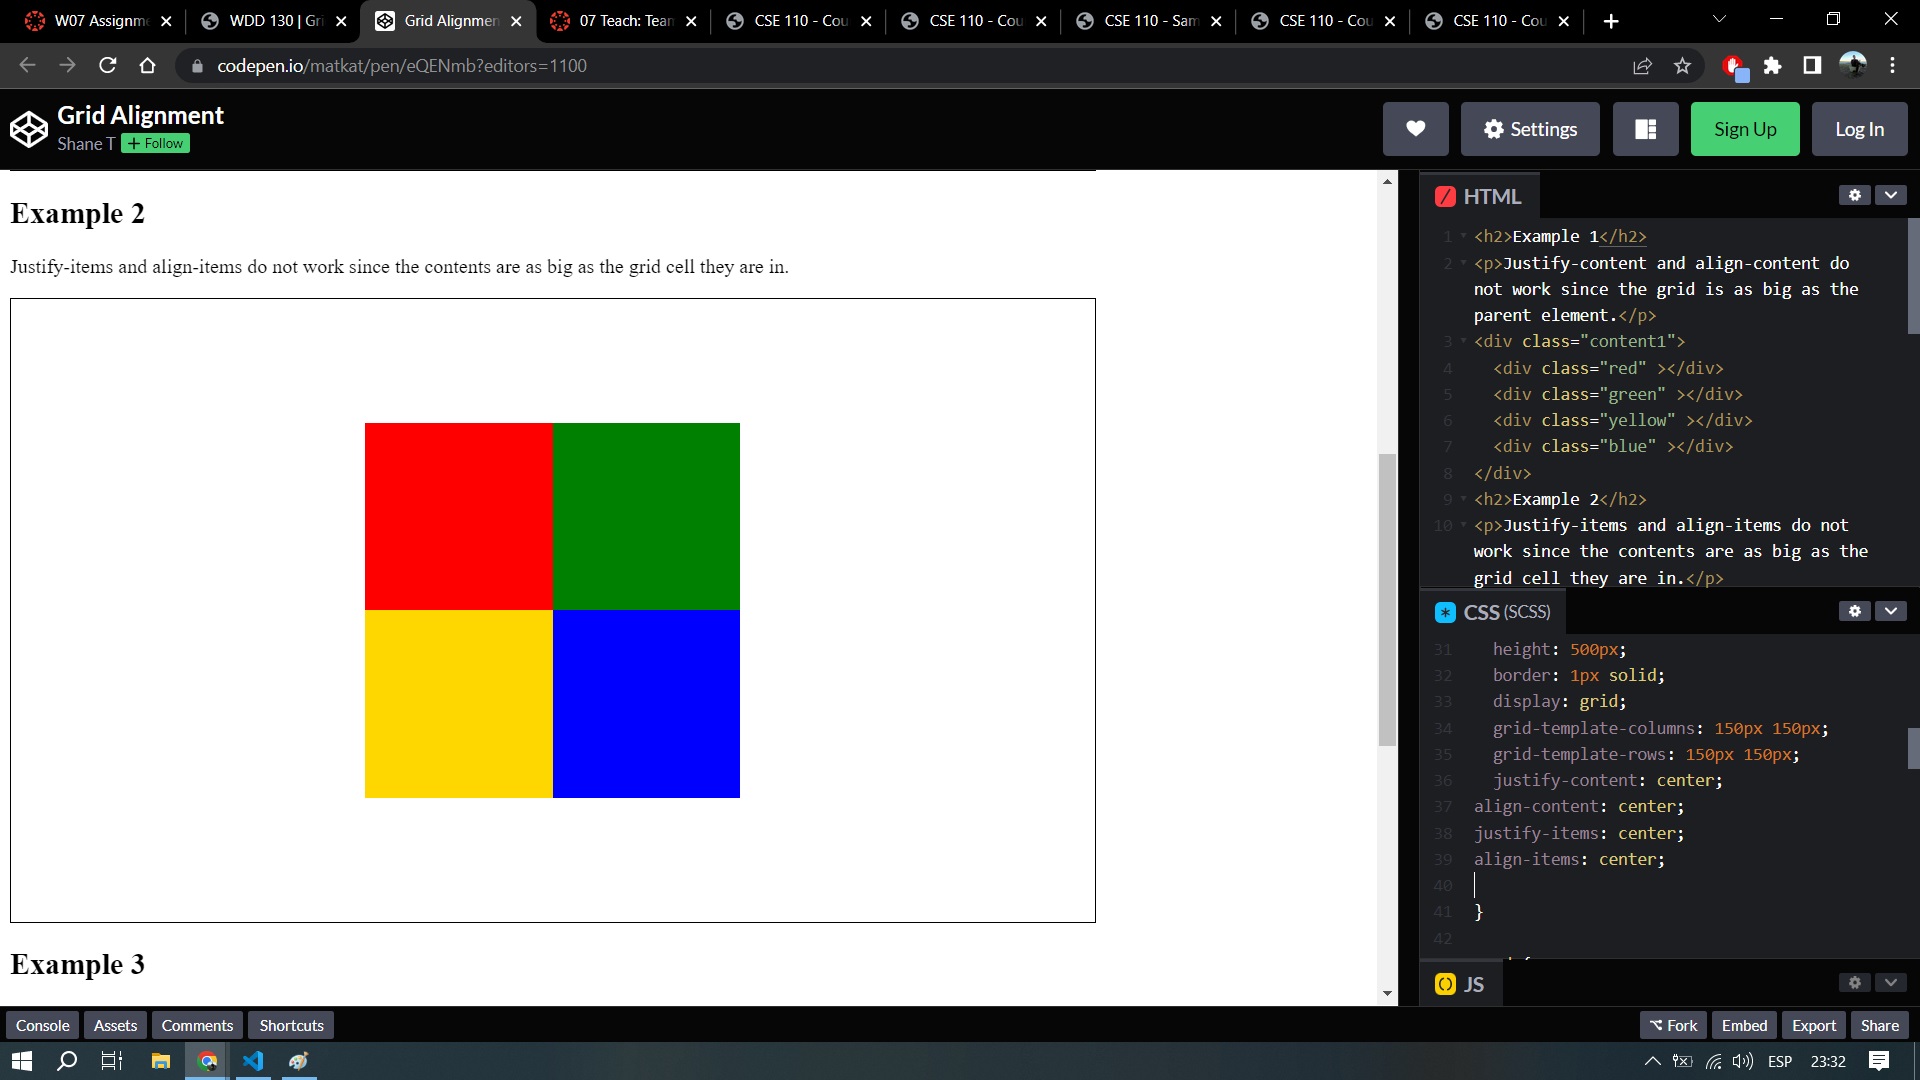 W07 Assignme
WDD 130 | Gri
Grid Alignmen
07 Teach: Tean
CSE 110 - Cou
CSE 110 - Cou
CSE 110 - Sam
CSE 110 - Cou
CSE 110 - Cou
codepen.io/matkat/pen/eQENmb?editors=1100
Grid Alignment
Shane T + Follow
Settings
Sign Up
Log In
Example 2
Justify-items and align-items do not work since the contents are as big as the grid cell they are in.
Example 3
HTML
1 <h2>Example 1</h2>
2 <p>Justify-content and align-content do
not work since the grid is as big as the
parent element.</p>
3 <div class="content1">
4 <div class="red" ></div>
5 <div class="green" ></div>
6 <div class="yellow" ></div>
7 <div class="blue" ></div>
8 </div>
9 <h2>Example 2</h2>
10 <p>Justify-items and align-items do not
work since the contents are as big as the
grid cell they are in.</p>
CSS (SCSS)
31 height: 500px;
32 border: 1px solid;
33 display: grid;
34 grid-template-columns: 150px 150px;
35 grid-template-rows: 150px 150px;
36 justify-content: center;
37 align-content: center;
38 justify-items: center;
39 align-items: center;
40
41 }
42
JS
Console
Assets
Comments
Shortcuts
Fork
Embed
Export
Share
ESP
23:32